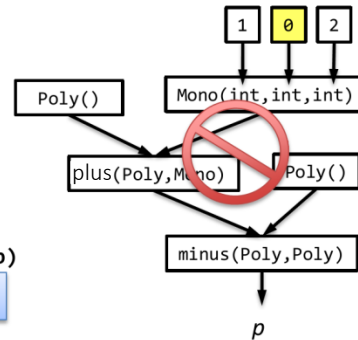 1 0 2
Poly() Mono(int,int,int)
plus(Poly,Mono) Poly()
o)
minus(Poly,Poly)
p